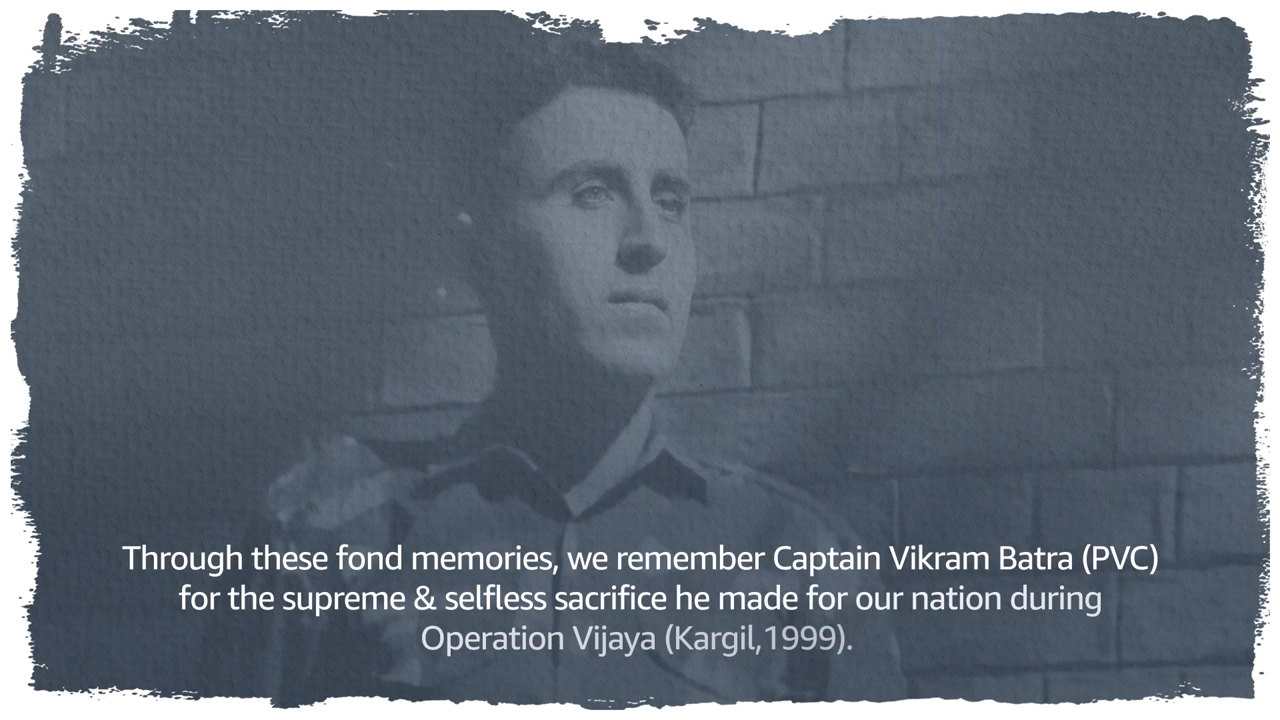 Through these fond memories, we remember Captain Vikram Batra (PVC)
for the supreme & selfless sacrifice he made for our nation during
Operation Vijaya (Kargil,1999).